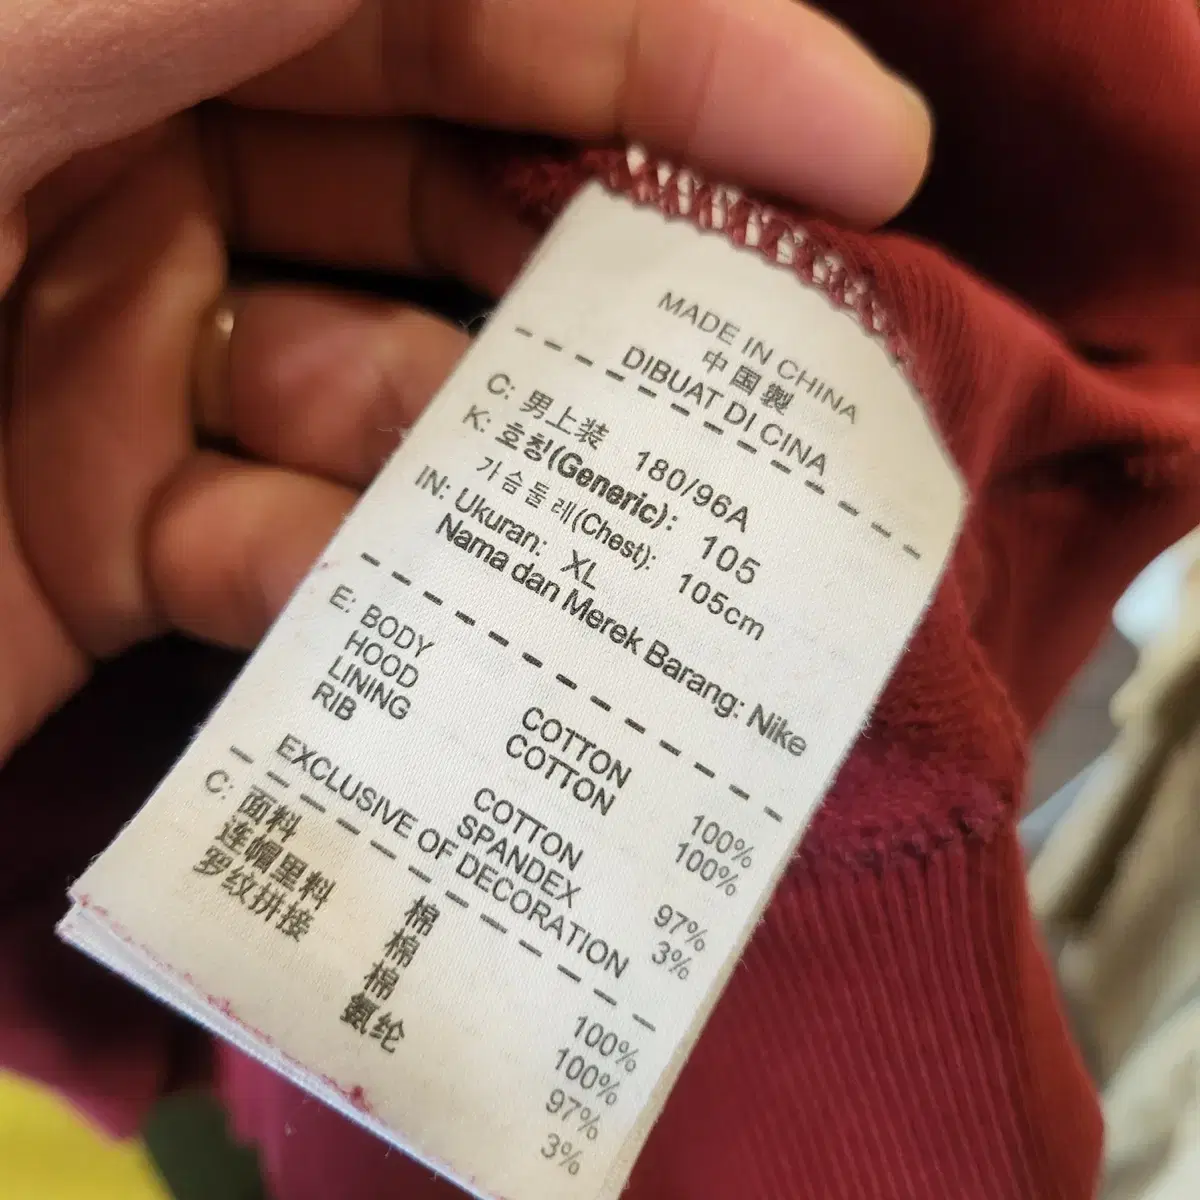 MADE IN CHINA
中国製
DIBUAT DI CINA
C: 男上装 180/96A
K: 호칭(Generic): 105
가슴둘레(Chest): 105cm
IN: Ukuran: XL
Nama dan Merek Barang: Nike
E: BODY COTTON 100%
HOOD LINING COTTON 100%
RIB COTTON 97%
SPANDEX 3%
EXCLUSIVE OF DECORATION
C: 面料 棉 100%
连帽里料 棉 100%
罗纹拼接 棉 97%
氨纶 3%